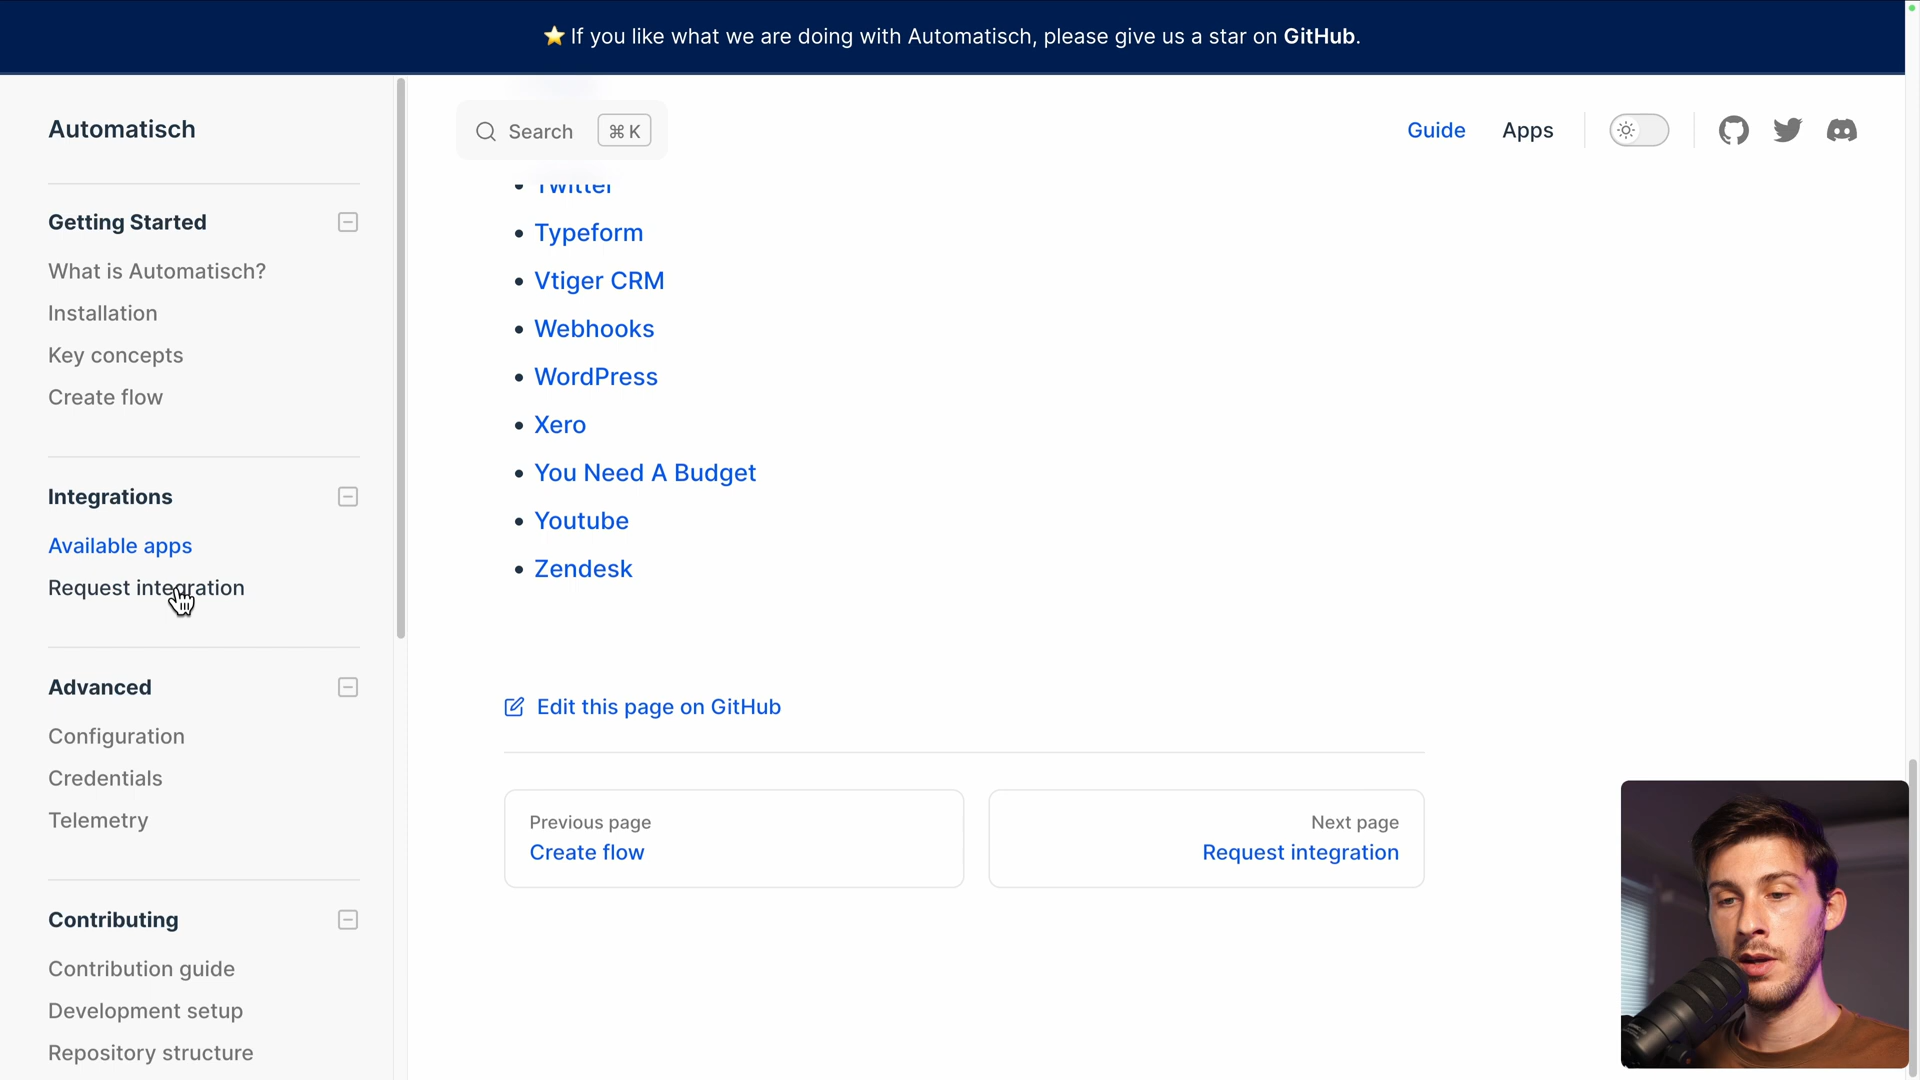 ⭐ If you like what we are doing with Automatisch, please give us a star on GitHub.
Automatisch
Search ⌘ K
Guide Apps
Getting Started
What is Automatisch?
Installation
Key concepts
Create flow
Integrations
Available apps
Request integration
Advanced
Configuration
Credentials
Telemetry
Contributing
Contribution guide
Development setup
Repository structure
• Twitter
• Typeform
• Vtiger CRM
• Webhooks
• WordPress
• Xero
• You Need A Budget
• Youtube
• Zendesk
Edit this page on GitHub
Previous page
Create flow
Next page
Request integration